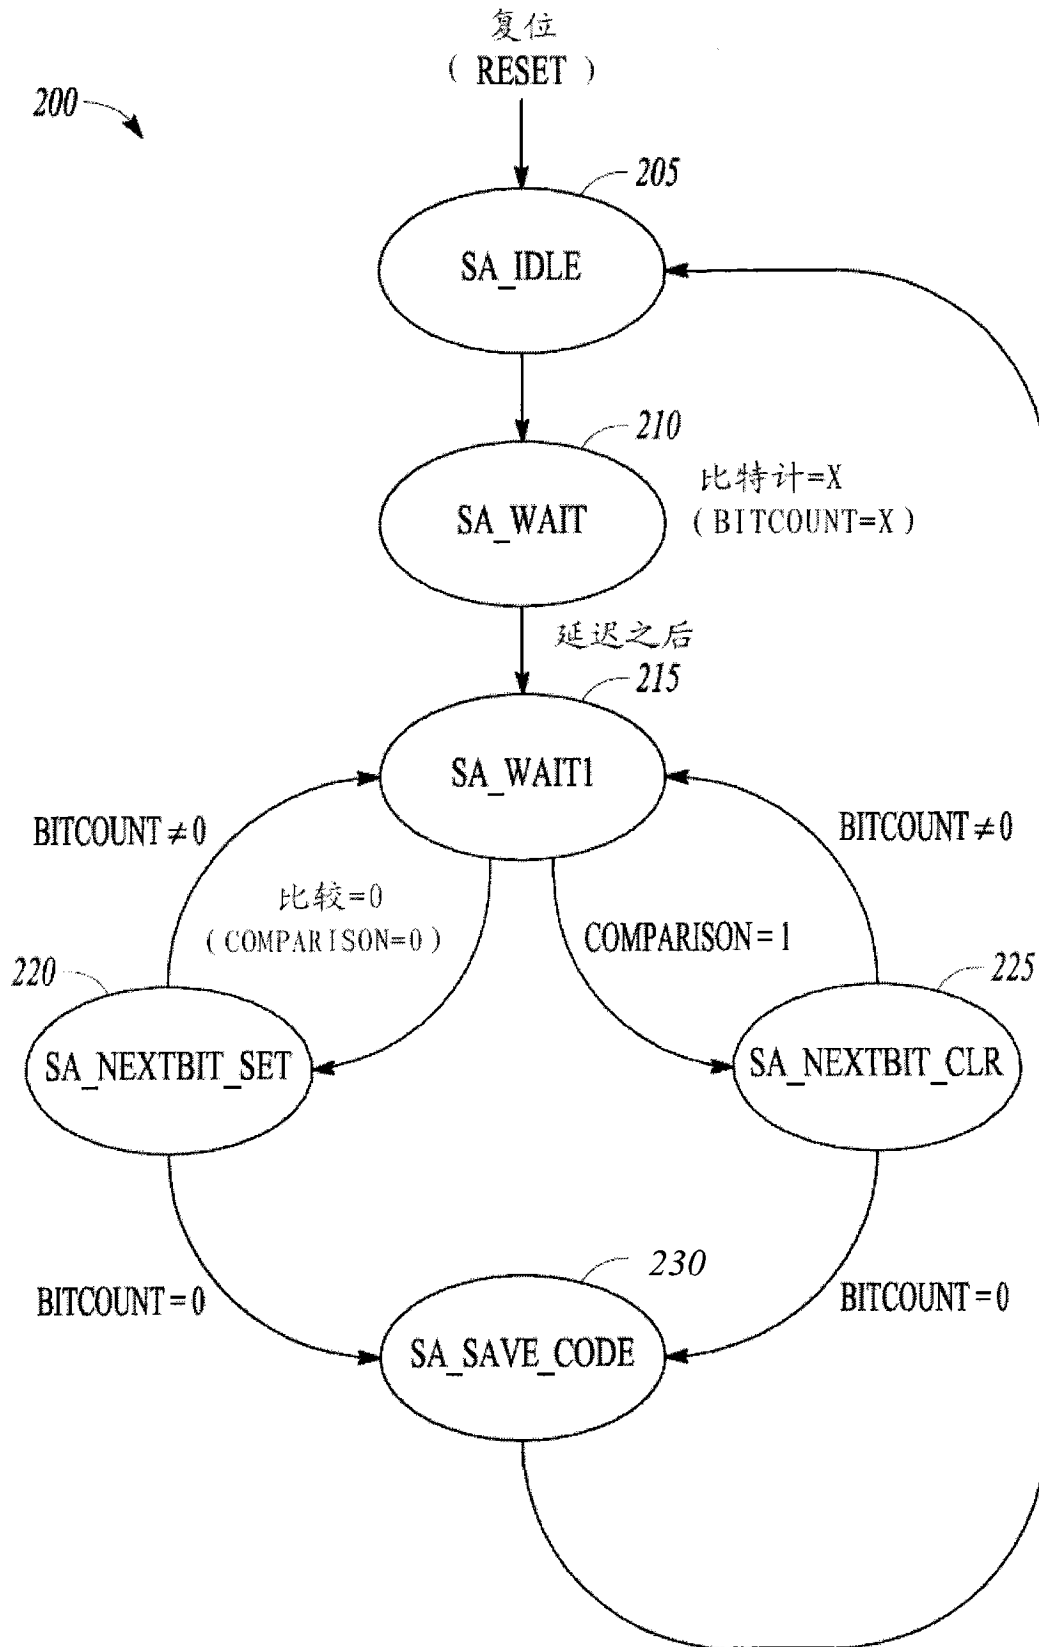 复位
( RESET )
200
205
SA_IDLE
210
比特计=X
(BITCOUNT=X)
SA_WAIT
延迟之后
215
SA_WAIT1
BITCOUNT≠0
BITCOUNT≠0
比较=0
(COMPARISON=0)
COMPARISON=1
220
225
SA_NEXTBIT_SET
SA_NEXTBIT_CLR
230
BITCOUNT=0
BITCOUNT=0
SA_SAVE_CODE